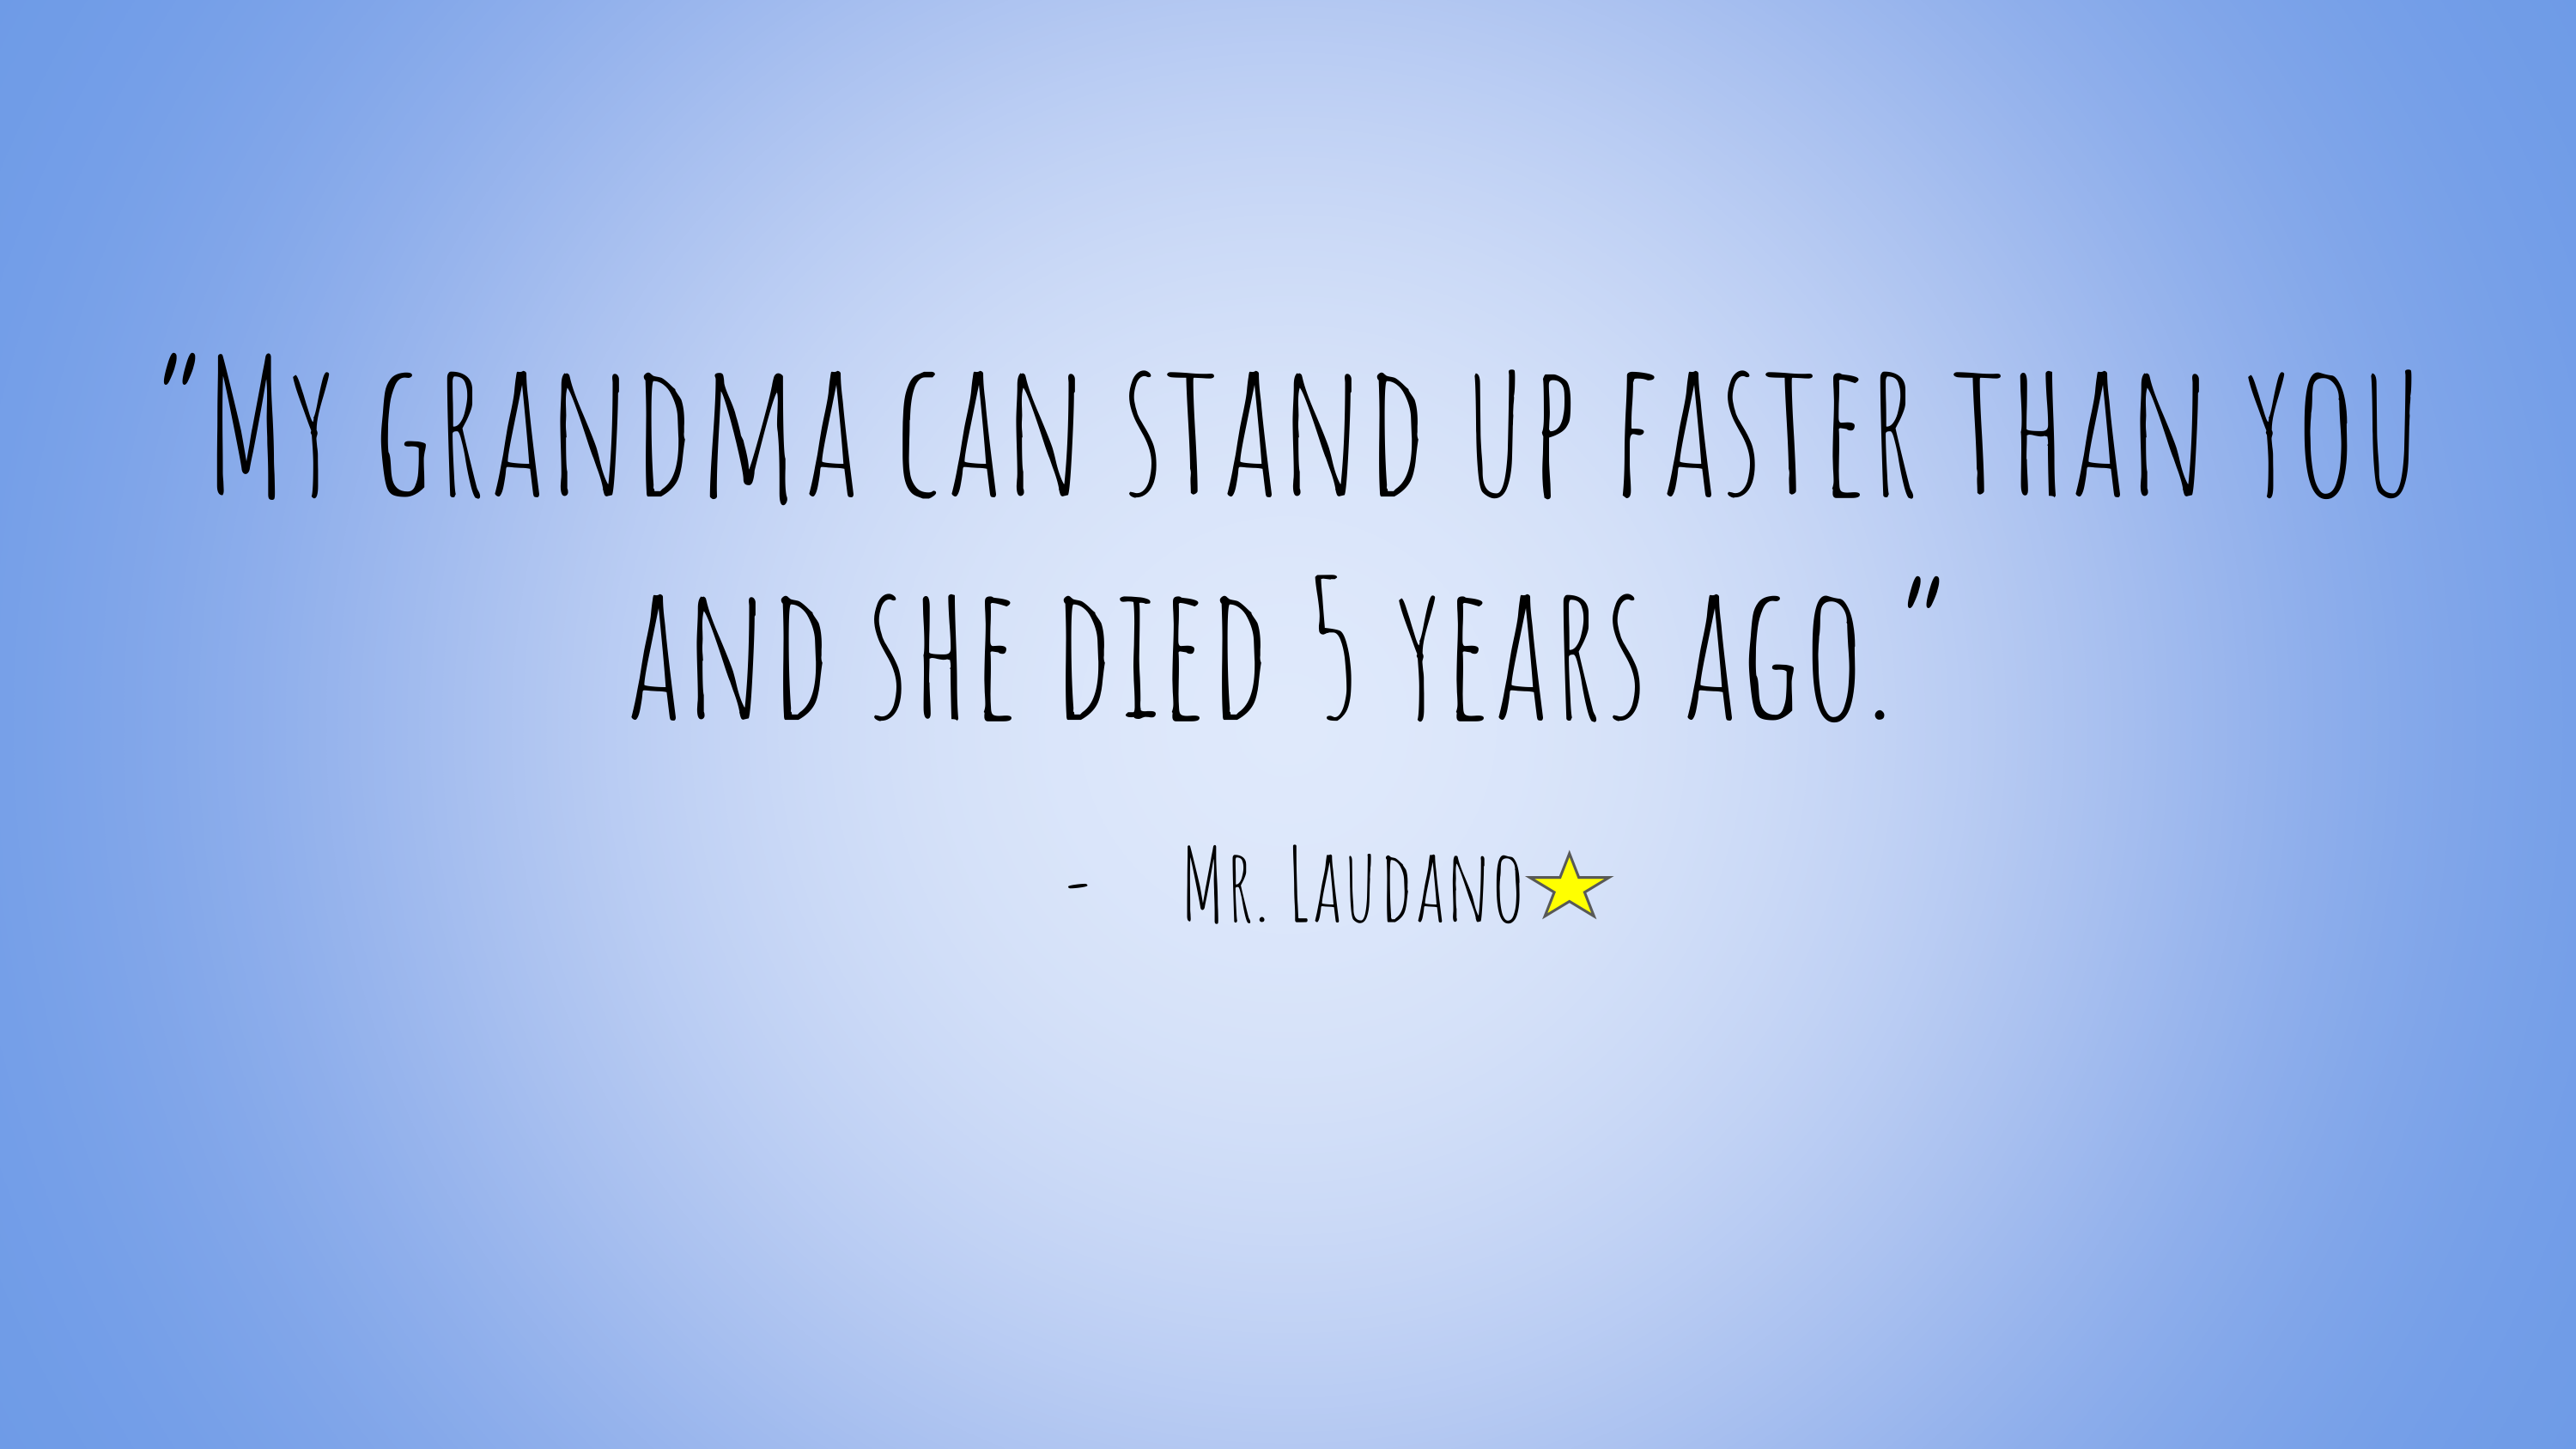 “My grandma can stand up faster than you
and she died 5 years ago.”
- Mr. Laudano